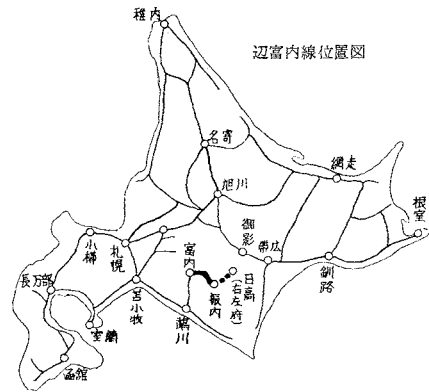 稚内
辺富内線位置図
名寄
網走
旭川
根室
御影
小樽
札幌
富内
帯広
日高
(右左府)
釧路
長万部
振内
苫小牧
室蘭
鵡川
函館